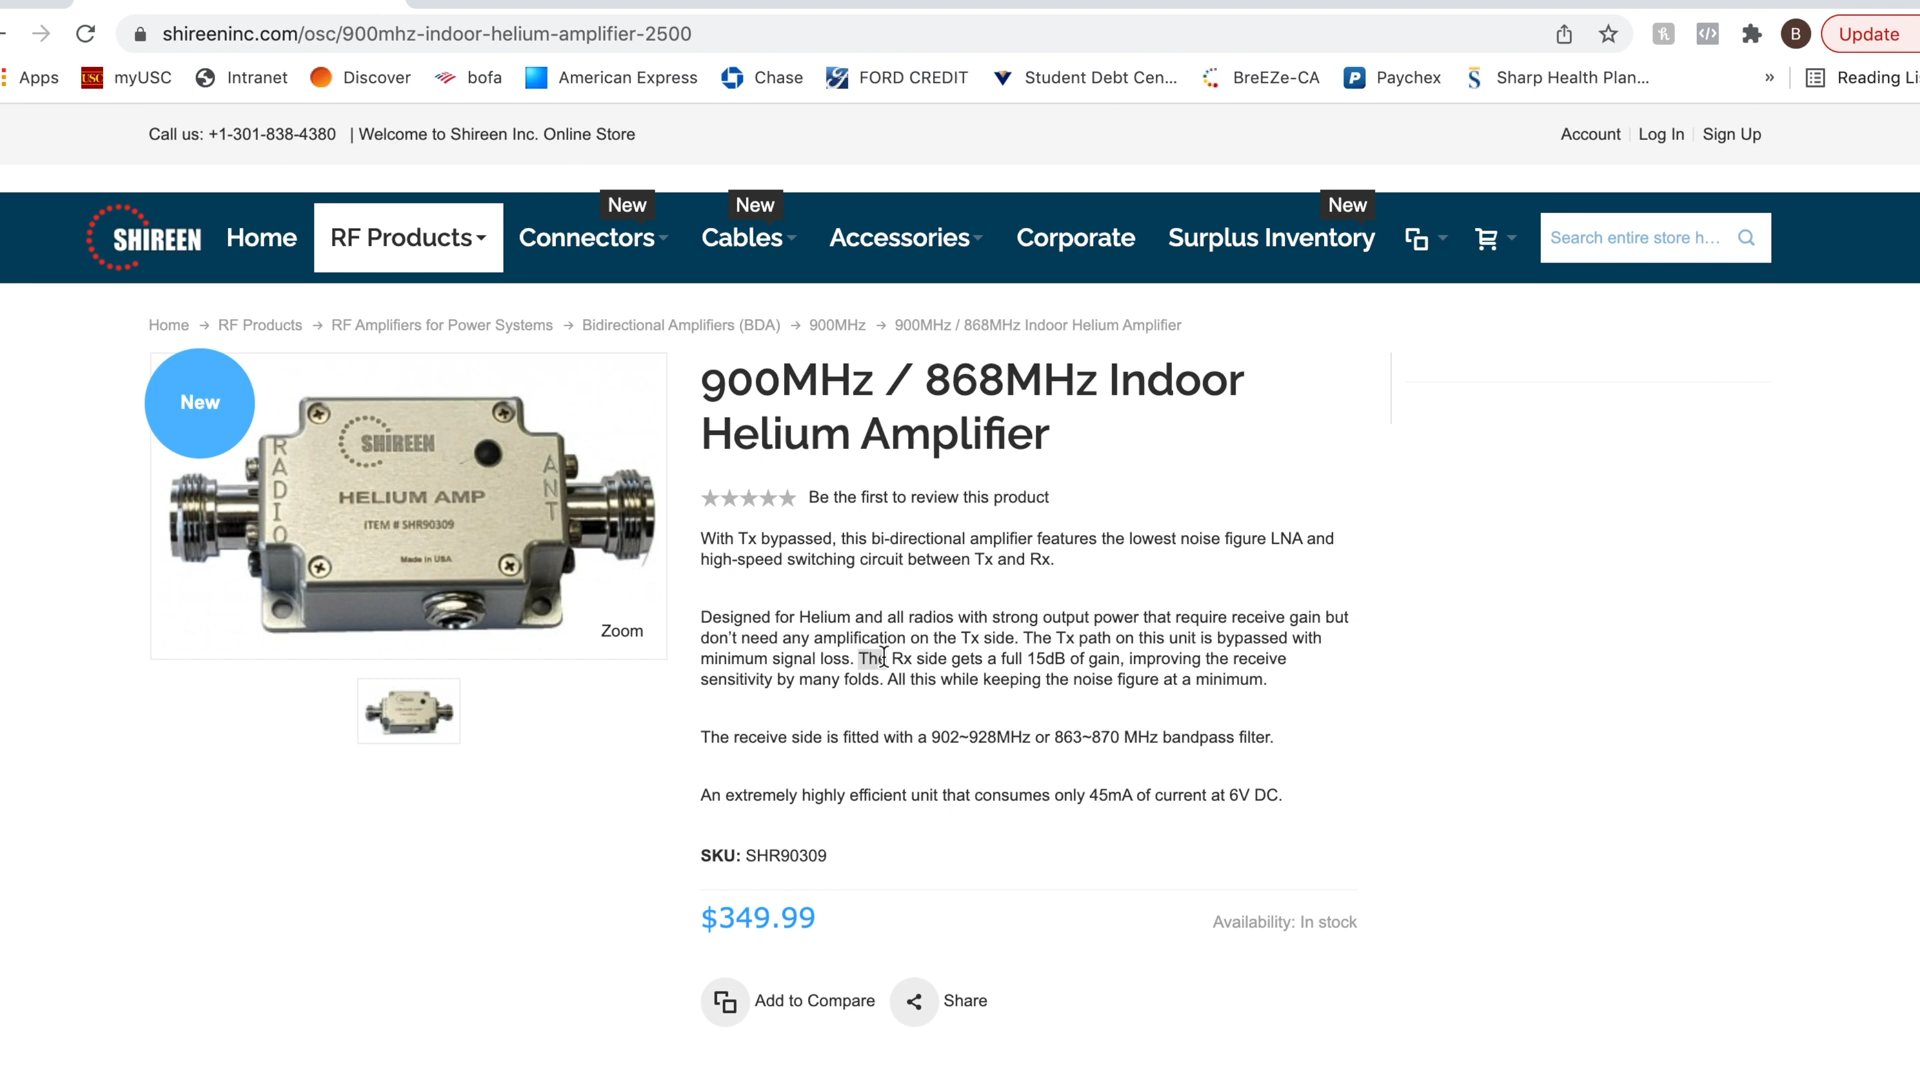 shireeninc.com/osc/900mhz-indoor-helium-amplifier-2500
B
Update
Apps
USC
myUSC
Intranet
Discover
bofa
American Express
Chase
FORD CREDIT
Student Debt Cen...
BreEZe-CA
P
Paychex
S
Sharp Health Plan...
»
Reading Li
Call us: +1-301-838-4380 | Welcome to Shireen Inc. Online Store
Account
Log In
Sign Up
SHIREEN
Home
RF Products
New
Connectors
New
Cables
Accessories
Corporate
New
Surplus Inventory
Search entire store h...
Home → RF Products → RF Amplifiers for Power Systems → Bidirectional Amplifiers (BDA) → 900MHz → 900MHz / 868MHz Indoor Helium Amplifier
New
SHIREEN
RADIO
ANT
HELIUM AMP
ITEM # SHR90309
Made in USA
Zoom
900MHz / 868MHz Indoor
Helium Amplifier
Be the first to review this product
With Tx bypassed, this bi-directional amplifier features the lowest noise figure LNA and
high-speed switching circuit between Tx and Rx.
Designed for Helium and all radios with strong output power that require receive gain but
don't need any amplification on the Tx side. The Tx path on this unit is bypassed with
minimum signal loss. The Rx side gets a full 15dB of gain, improving the receive
sensitivity by many folds. All this while keeping the noise figure at a minimum.
The receive side is fitted with a 902~928MHz or 863~870 MHz bandpass filter.
An extremely highly efficient unit that consumes only 45mA of current at 6V DC.
SKU: SHR90309
$349.99
Availability: In stock
Add to Compare
Share